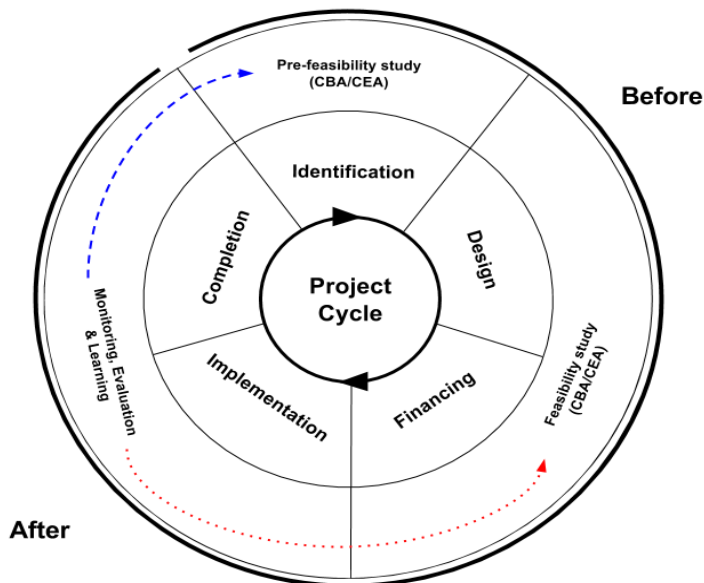 Pre-feasibility study
(CBA/CEA)
Before
Identification
Completion
Design
Project
Cycle
Monitoring, Evaluation
& Learning
Feasibility study
(CBA/CEA)
Implementation
Financing
After